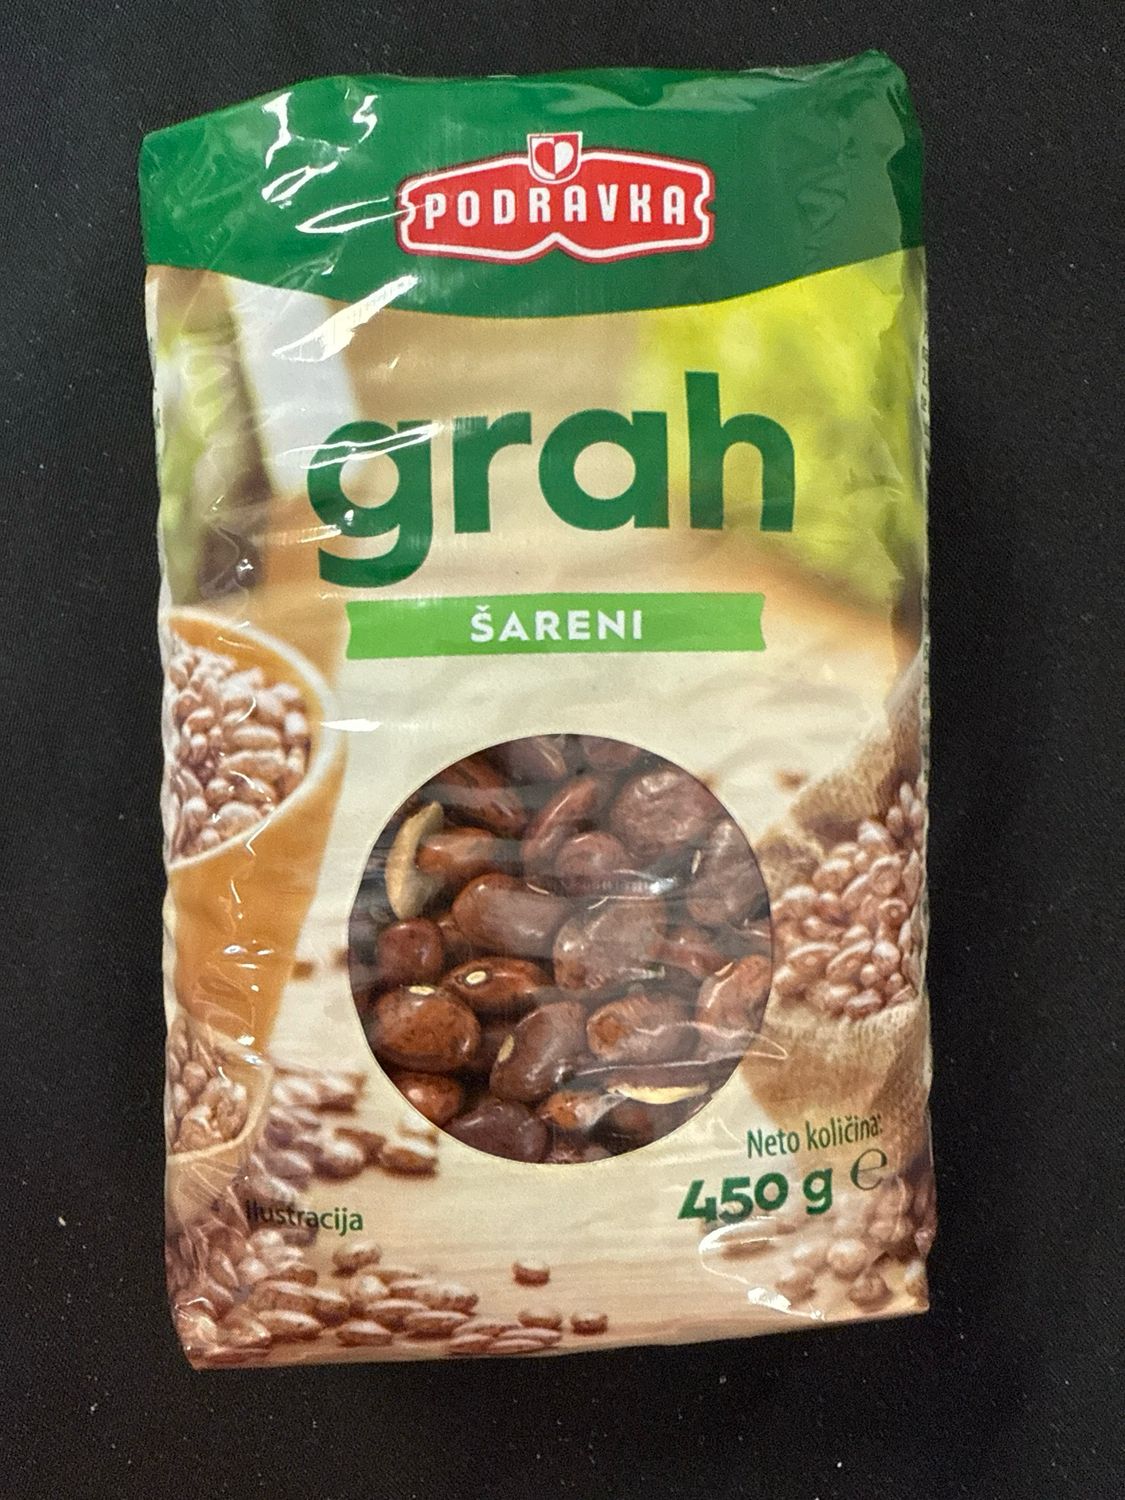 PODRAVKA
grah
ŠARENI
Neto količina:
450 g ℮
Ilustracija